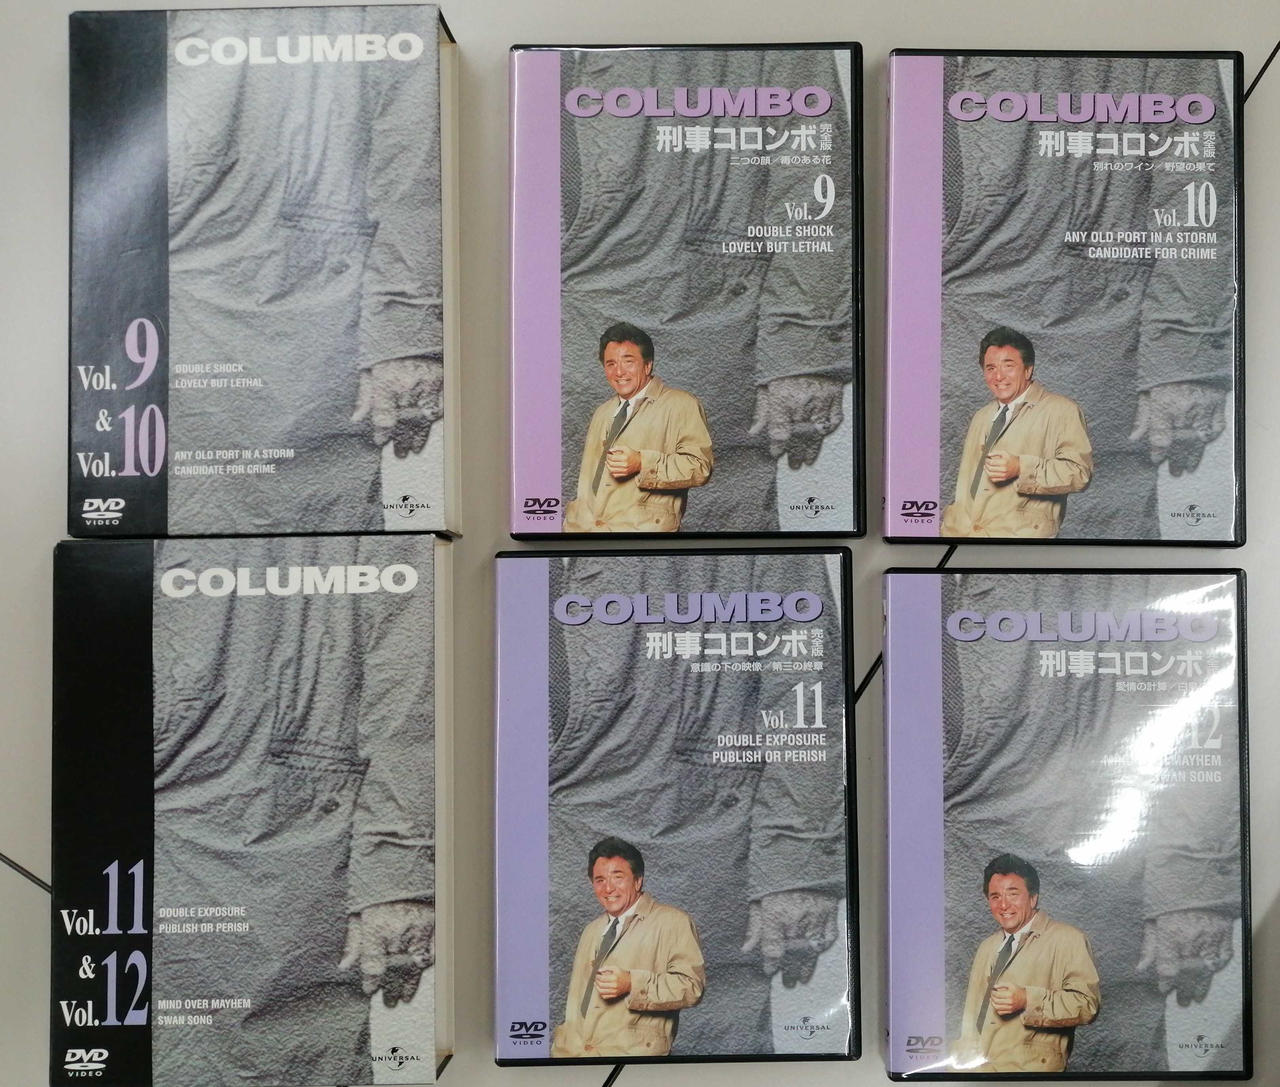 COLUMBO
Vol. 9
DOUBLE SHOCK
LOVELY BUT LETHAL
&
Vol. 10
ANY OLD PORT IN A STORM
CANDIDATE FOR CRIME
DVD
VIDEO
UNIVERSAL
COLUMBO
刑事コロンボ 完全版
二つの顔／毒のある花
Vol. 9
DOUBLE SHOCK
LOVELY BUT LETHAL
DVD
VIDEO
UNIVERSAL
COLUMBO
刑事コロンボ 完全版
別れのワイン／野望の果て
Vol. 10
ANY OLD PORT IN A STORM
CANDIDATE FOR CRIME
DVD
VIDEO
UNIVERSAL
COLUMBO
Vol. 11
DOUBLE EXPOSURE
PUBLISH OR PERISH
&
Vol. 12
MIND OVER MAYHEM
SWAN SONG
DVD
VIDEO
UNIVERSAL
COLUMBO
刑事コロンボ 完全版
意識の下の映像／第三の終章
Vol. 11
DOUBLE EXPOSURE
PUBLISH OR PERISH
DVD
VIDEO
UNIVERSAL
COLUMBO
刑事コロンボ 完全版
愛情の計算／
12
MAYHEM
SWAN SONG
DVD
VIDEO
UNIVERSAL